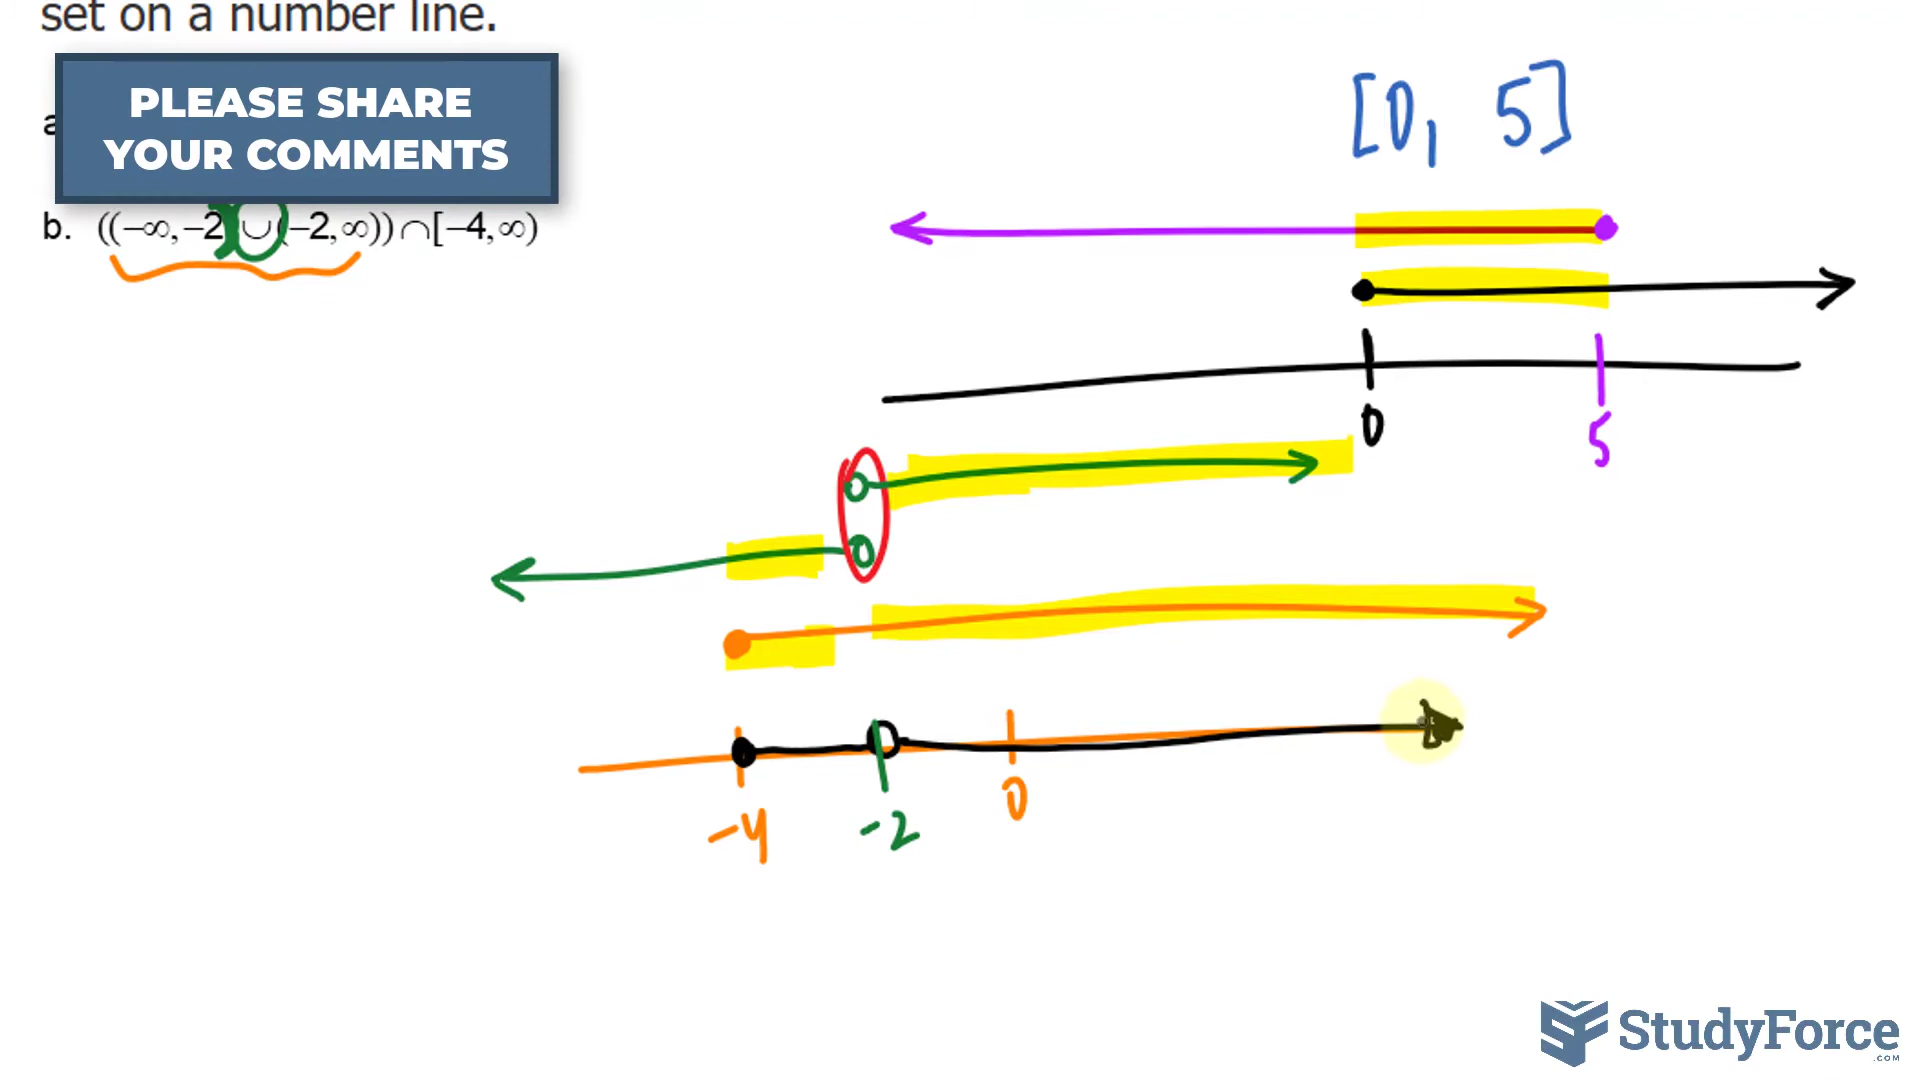 set on a number line.
PLEASE SHARE
YOUR COMMENTS
a
b. ((−∞,−2)∪(−2,∞))∩[−4,∞)
[0, 5]
0
5
-4
-2
0
StudyForce
.COM